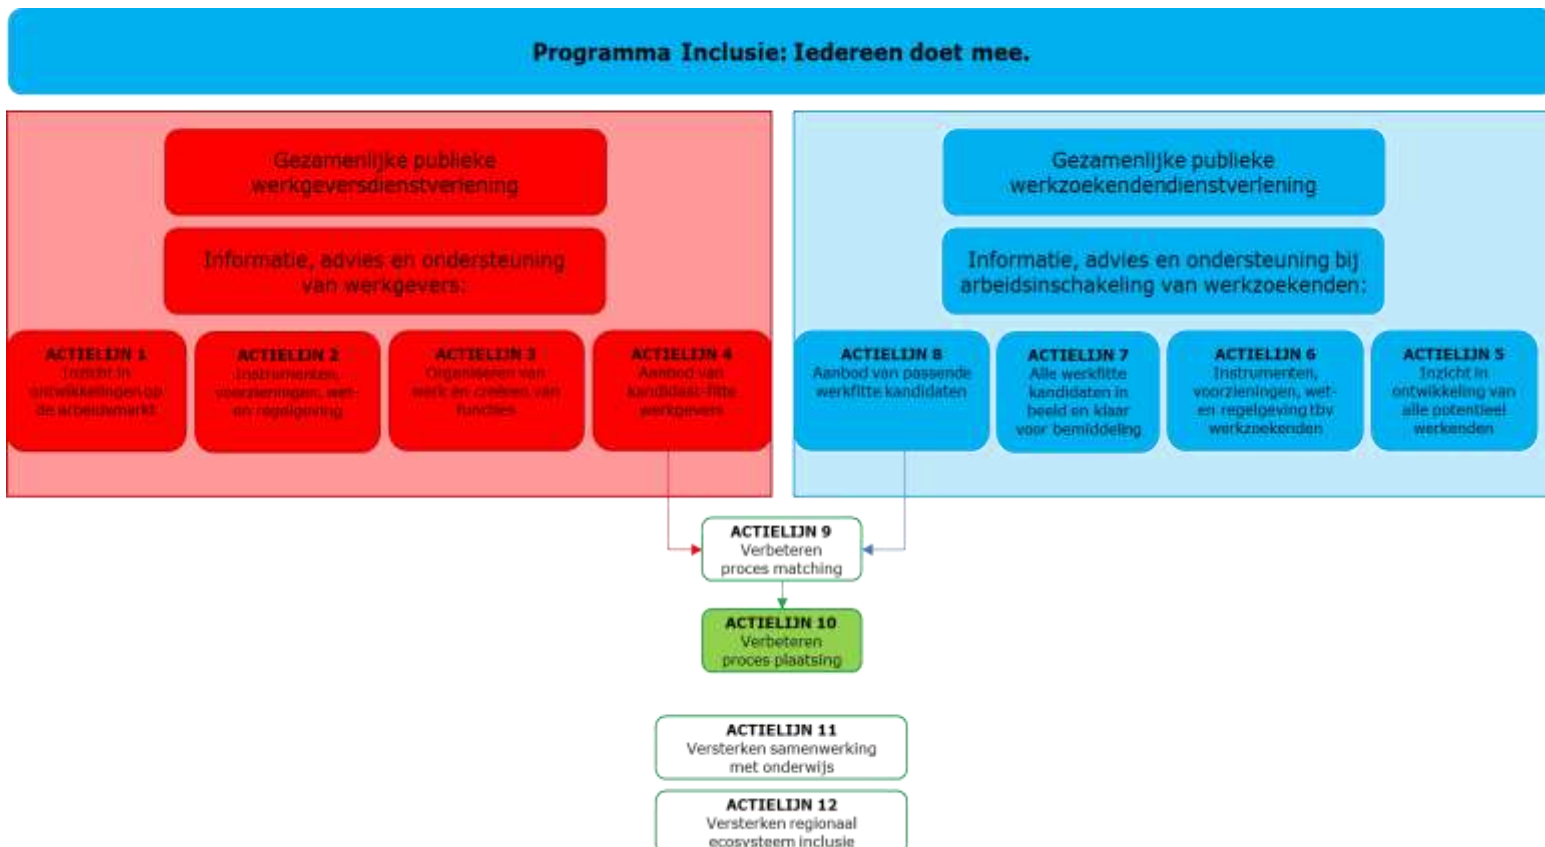 Programma Inclusie: Iedereen doet mee.
Gezamenlijke publieke
werkgeversdienstverlening
Informatie, advies en ondersteuning
van werkgevers:
ACTIELIJN 1
Inzicht in
ontwikkelingen op
de arbeidsmarkt
ACTIELIJN 2
Instrumenten,
voorzieningen, wet-
en regelgeving
ACTIELIJN 3
Organiseren van
werk en creëren van
functies
ACTIELIJN 4
Aanbod van
kandidaat-fitte
werkgevers
Gezamenlijke publieke
werkzoekendendienstverlening
Informatie, advies en ondersteuning bij
arbeidsinschakeling van werkzoekenden:
ACTIELIJN 8
Aanbod van passende
werkfitte kandidaten
ACTIELIJN 7
Alle werkfitte
kandidaten in
beeld en klaar
voor bemiddeling
ACTIELIJN 6
Instrumenten,
voorzieningen, wet-
en regelgeving tbv
werkzoekenden
ACTIELIJN 5
Inzicht in
ontwikkeling van
alle potentieel
werkenden
ACTIELIJN 9
Verbeteren
proces matching
ACTIELIJN 10
Verbeteren
proces plaatsing
ACTIELIJN 11
Versterken samenwerking
met onderwijs
ACTIELIJN 12
Versterken regionaal
ecosysteem inclusie